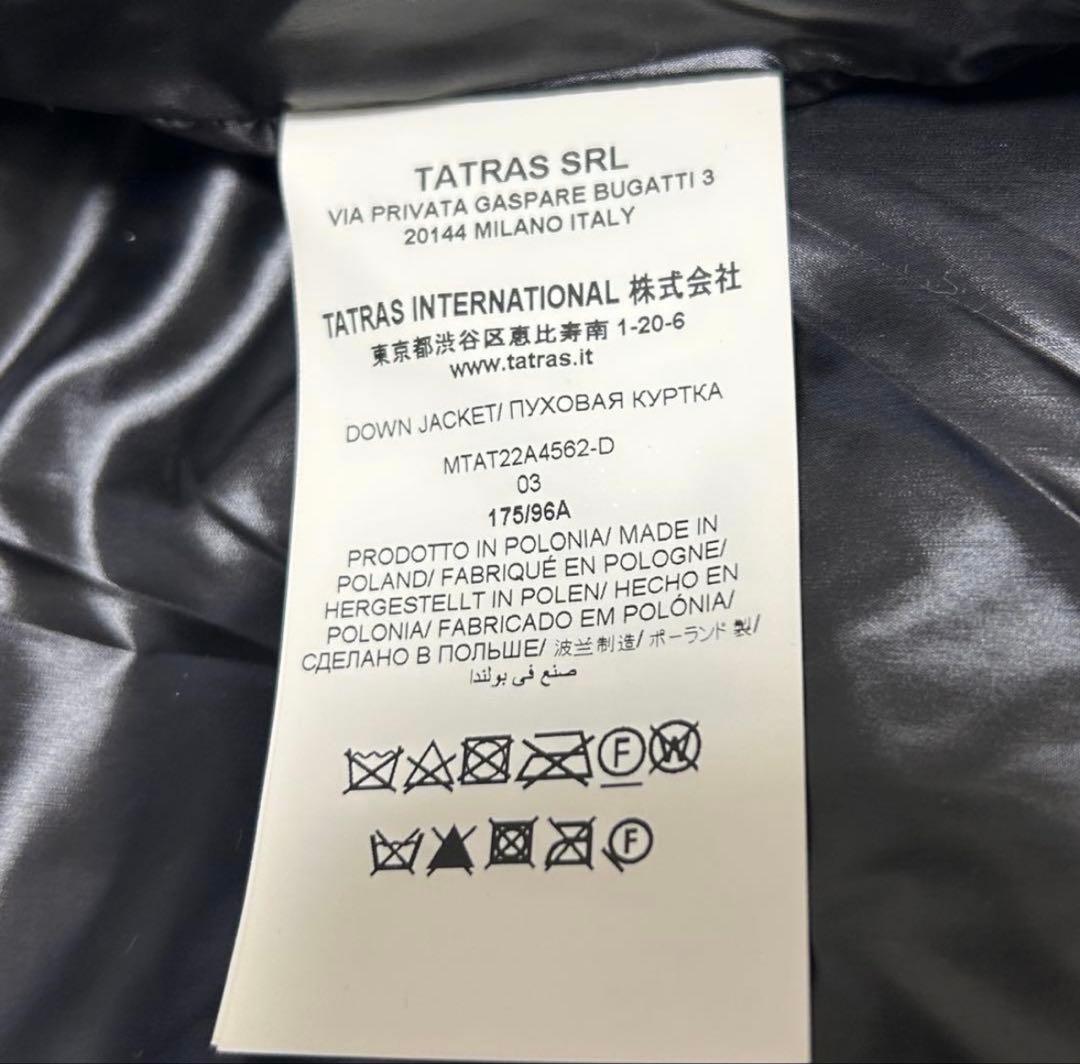 TATRAS SRL
VIA PRIVATA GASPARE BUGATTI 3
20144 MILANO ITALY
TATRAS INTERNATIONAL 株式会社
東京都渋谷区恵比寿南 1-20-6
www.tatras.it
DOWN JACKET/ ПУХОВАЯ КУРТКА
MTAT22A4562-D
03
175/96A
PRODOTTO IN POLONIA/ MADE IN
POLAND/ FABRIQUÉ EN POLOGNE/
HERGESTELLT IN POLEN/ HECHO EN
POLONIA/ FABRICADO EM POLÓNIA/
СДЕЛАНО В ПОЛЬШЕ/ 波兰制造/ ポーランド 製/
صنع في بولندا/
F W
F